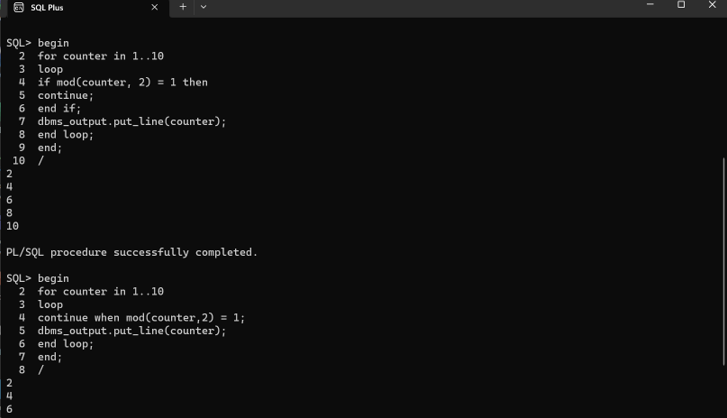 SQL Plus
SQL> begin
2 for counter in 1..10
3 loop
4 if mod(counter, 2) = 1 then
5 continue;
6 end if;
7 dbms_output.put_line(counter);
8 end loop;
9 end;
10 /
2
4
6
8
10
PL/SQL procedure successfully completed.
SQL> begin
2 for counter in 1..10
3 loop
4 continue when mod(counter,2) = 1;
5 dbms_output.put_line(counter);
6 end loop;
7 end;
8 /
2
4
6